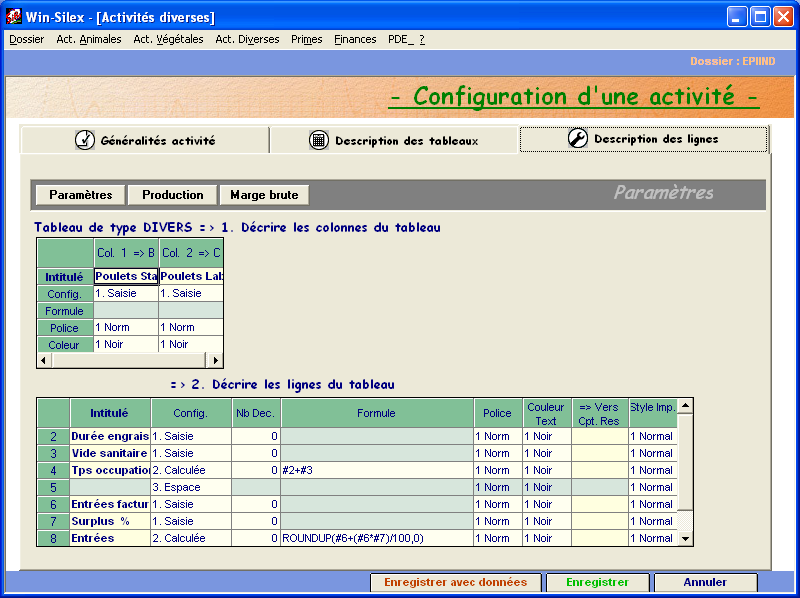 Win-Silex - [Activités diverses]
Dossier Act. Animales Act. Végétales Act. Diverses Primes Finances PDE_ ?
Dossier : EPIIND
- Configuration d'une activité -
Généralités activité Description des tableaux Description des lignes
Paramètres Production Marge brute Paramètres
Tableau de type DIVERS => 1. Décrire les colonnes du tableau
Col. 1 => B Col. 2 => C
Intitulé Poulets Sta Poulets Lab
Config. 1. Saisie 1. Saisie
Formule
Police 1 Norm 1 Norm
Couleur 1 Noir 1 Noir
=> 2. Décrire les lignes du tableau
Intitulé Config. Nb Dec. Formule Police Couleur Text => Vers Cpt. Res Style Imp.
2 Durée engrais 1. Saisie 0 1 Norm 1 Noir 1 Normal
3 Vide sanitaire 1. Saisie 0 1 Norm 1 Noir 1 Normal
4 Tps occupation 2. Calculée 0 #2+#3 1 Norm 1 Noir 1 Normal
5 3. Espace 1 Norm 1 Noir 1 Normal
6 Entrées factur 1. Saisie 0 1 Norm 1 Noir 1 Normal
7 Surplus % 1. Saisie 0 1 Norm 1 Noir 1 Normal
8 Entrées 2. Calculée 0 ROUNDUP(#6+(#6*#7)/100,0) 1 Norm 1 Noir 1 Normal
Enregistrer avec données Enregistrer Annuler